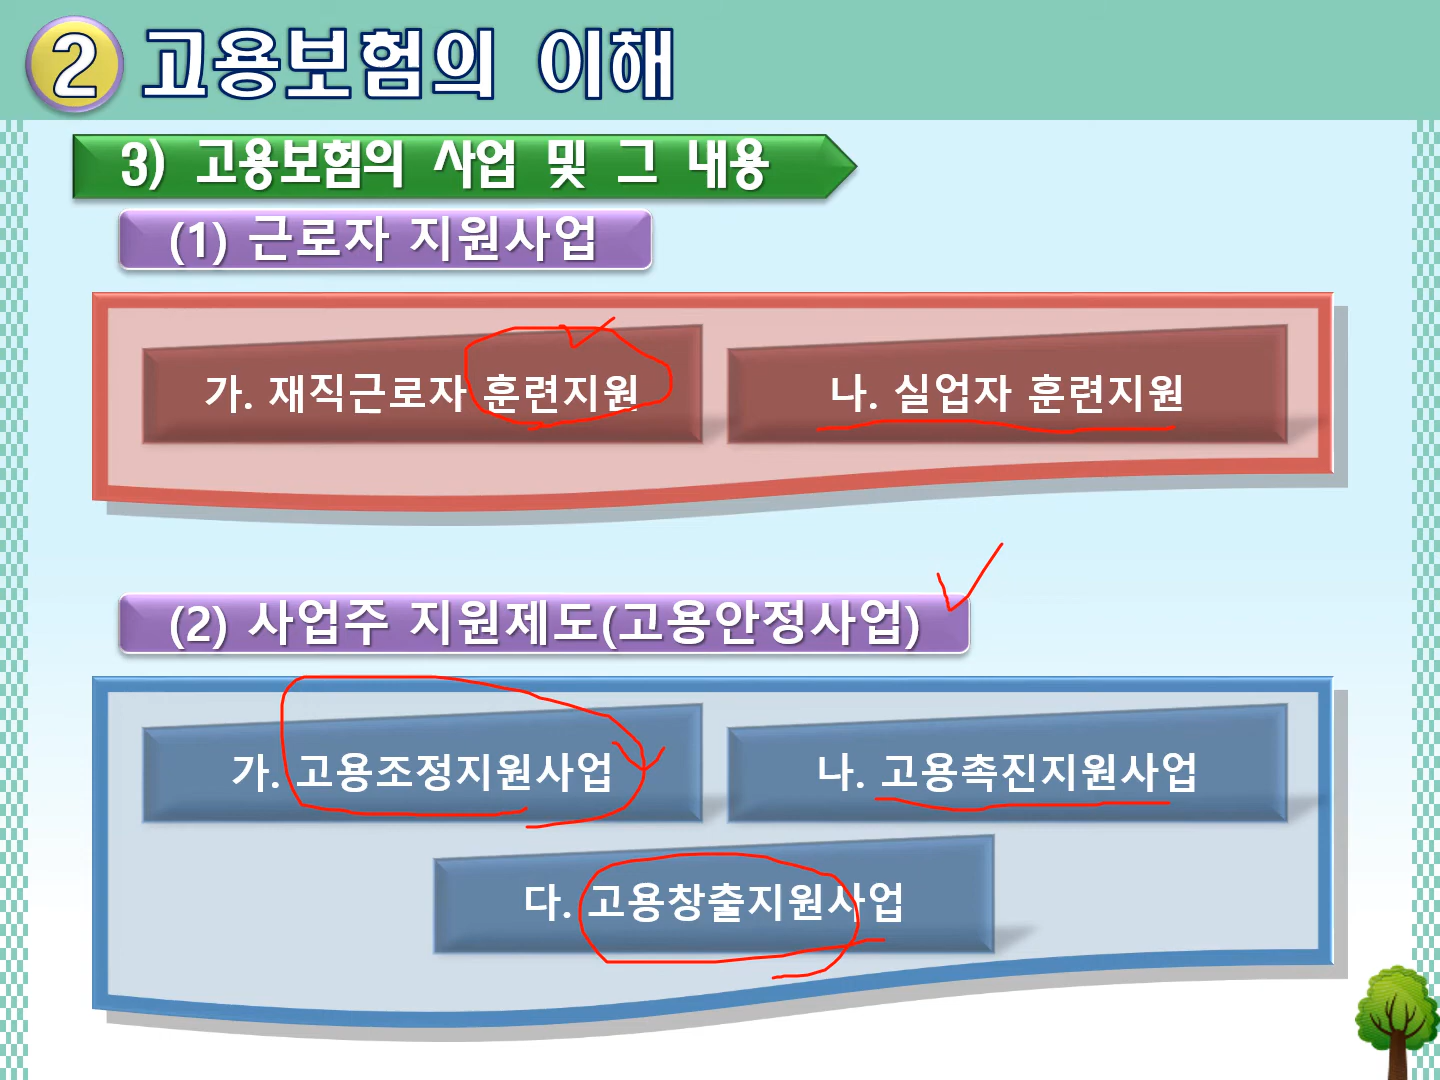 2 고용보험의 이해
3) 고용보험의 사업 및 그 내용
(1) 근로자 지원사업
가. 재직근로자 훈련지원
나. 실업자 훈련지원
(2) 사업주 지원제도(고용안정사업)
가. 고용조정지원사업
나. 고용촉진지원사업
다. 고용창출지원사업